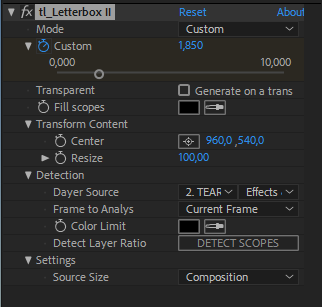 fx tl_Letterbox II Reset About
Mode Custom
Custom 1,850
0,000 10,000
Transparent Generate on a trans
Fill scopes
Transform Content
Center 960,0 ,540,0
Resize 100,00
Detection
Dayer Source 2. TEAR Effects
Frame to Analys Current Frame
Color Limit
Detect Layer Ratio DETECT SCOPES
Settings
Source Size Composition